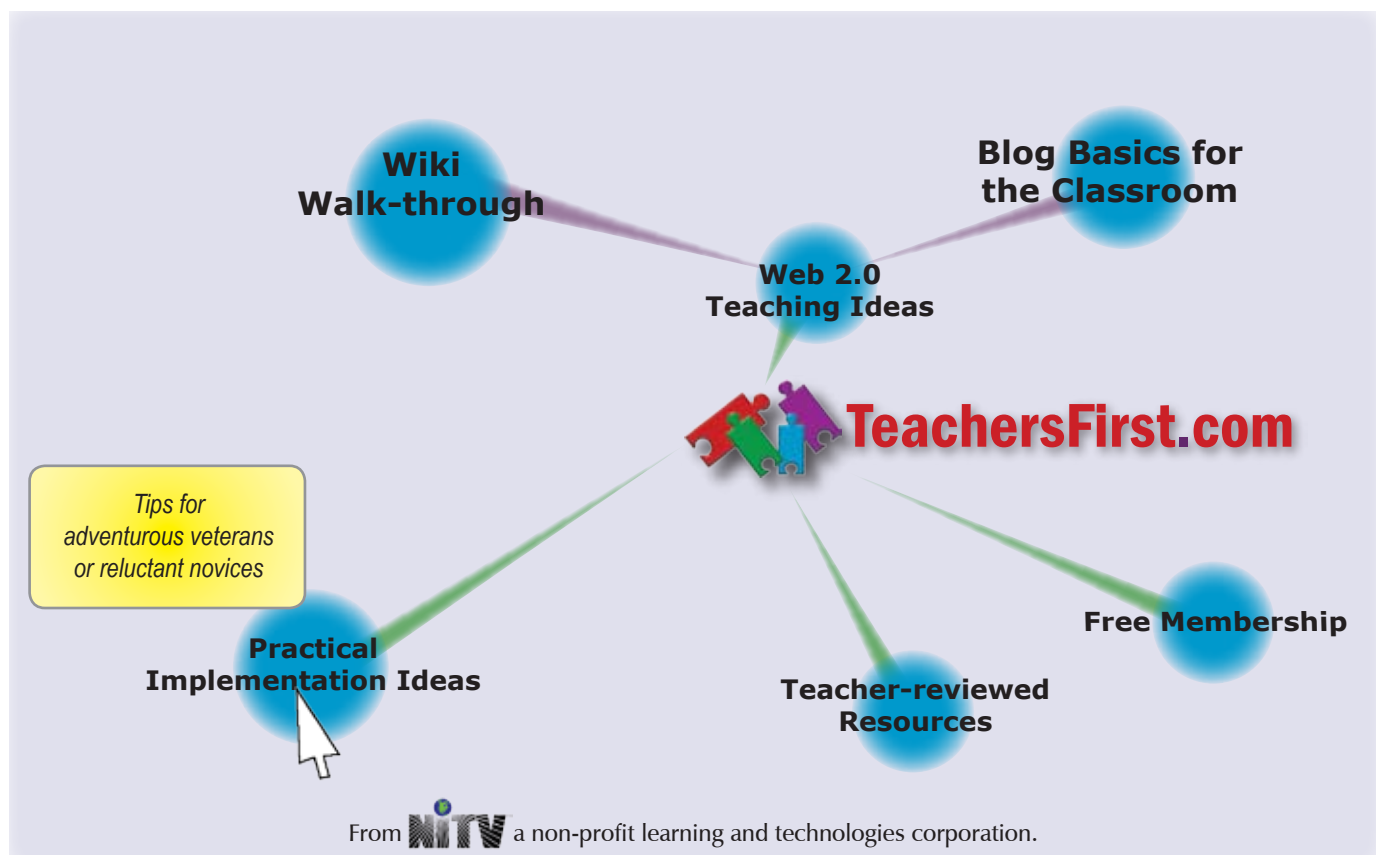 Blog Basics for
the Classroom
Wiki
Walk-through
Web 2.0
Teaching Ideas
TeachersFirst.com
Tips for
adventurous veterans
or reluctant novices
Free Membership
Practical
Implementation Ideas
Teacher-reviewed
Resources
From NiTV a non-profit learning and technologies corporation.